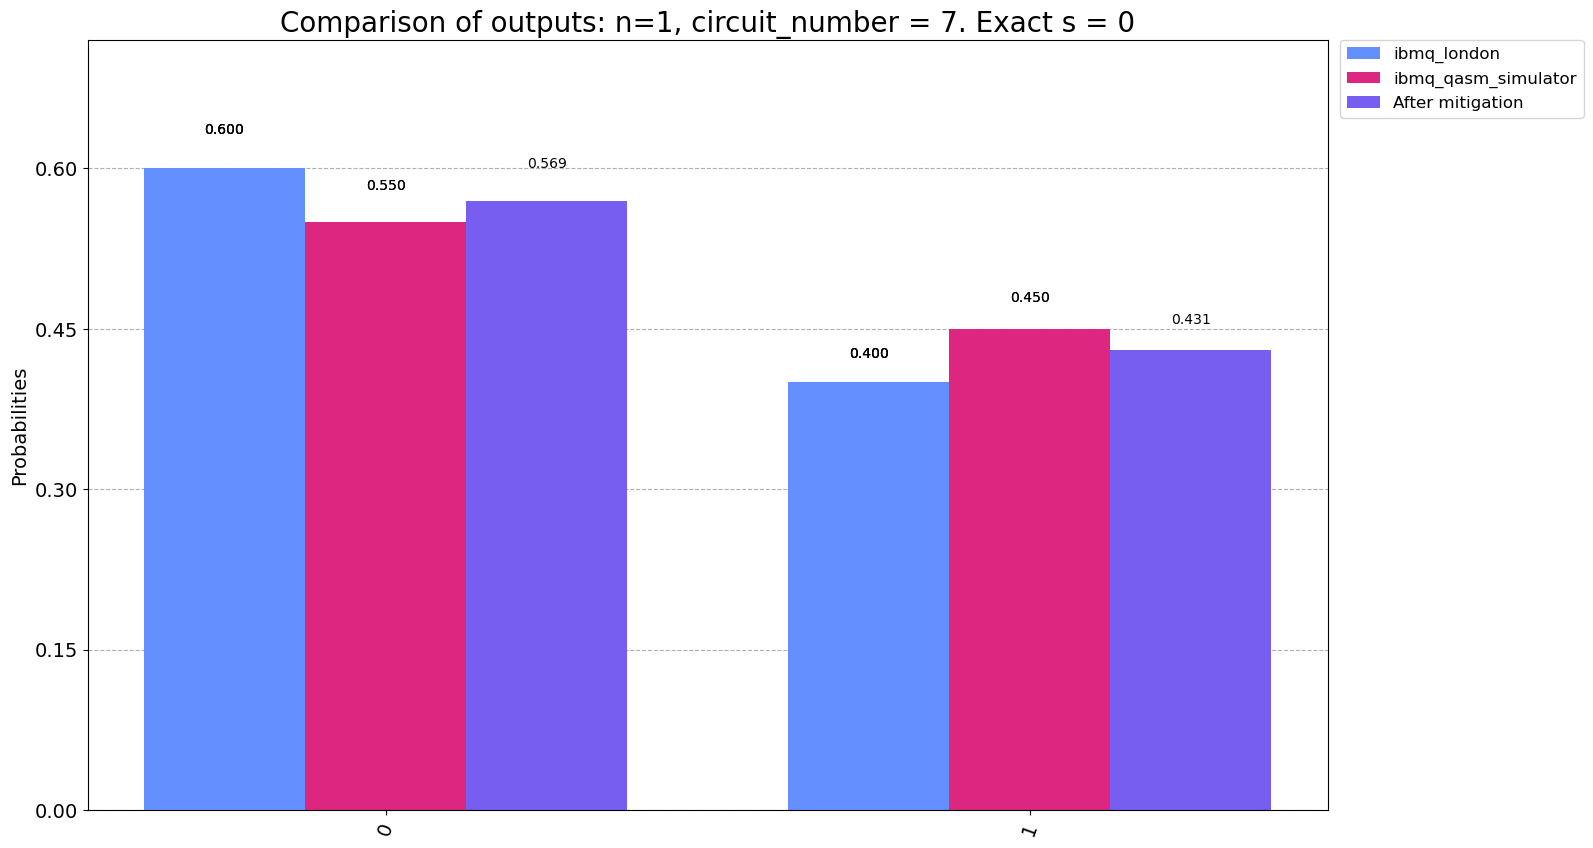 Comparison of outputs: n=1, circuit_number = 7. Exact s = 0
ibmq_london
ibmq_qasm_simulator
After mitigation
Probabilities
0.60
0.45
0.30
0.15
0.00
0.600
0.550
0.569
0.400
0.450
0.431
0
1